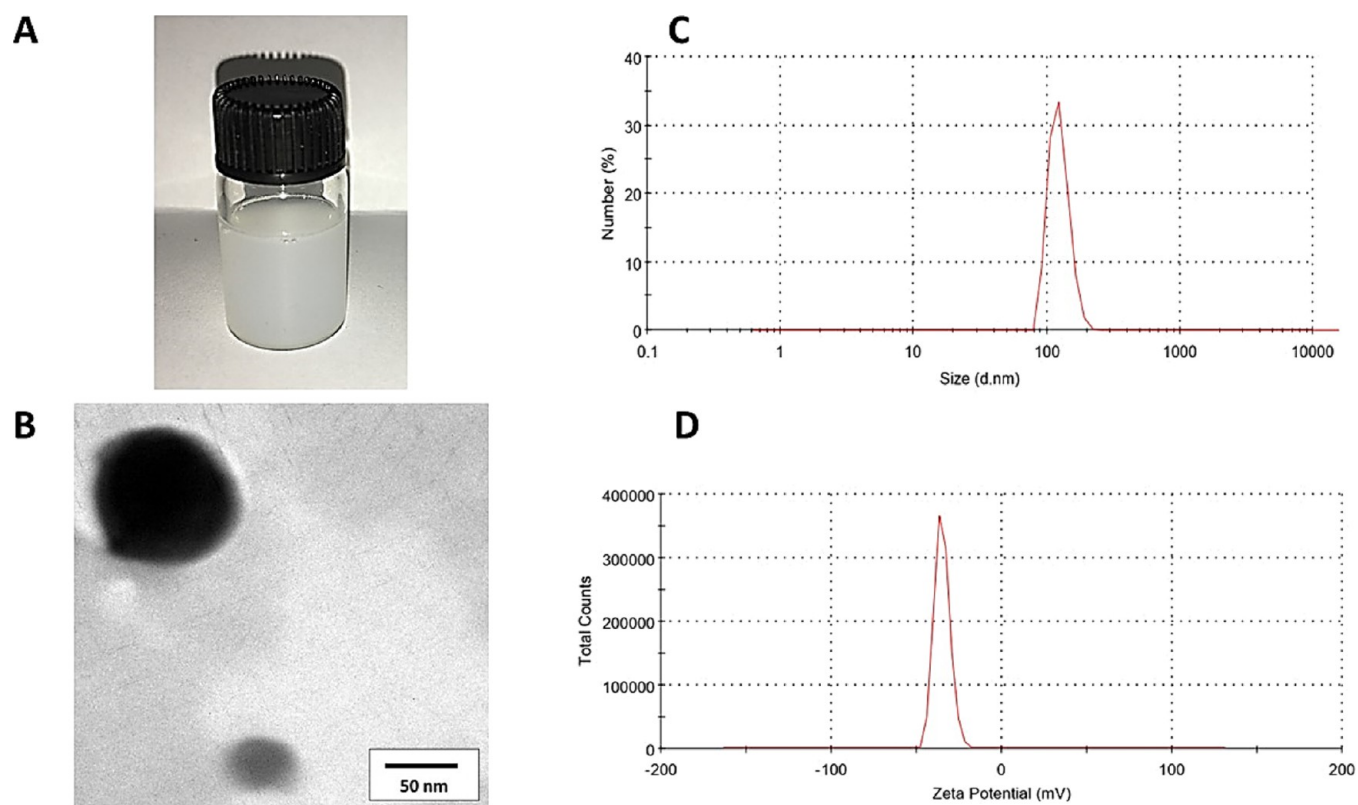 A
B
50 nm
C
40
30
20
10
0
Number (%)
0.1 1 10 100 1000 10000
Size (d.nm)
D
400000
300000
200000
100000
0
Total Counts
-200 -100 0 100 200
Zeta Potential (mV)